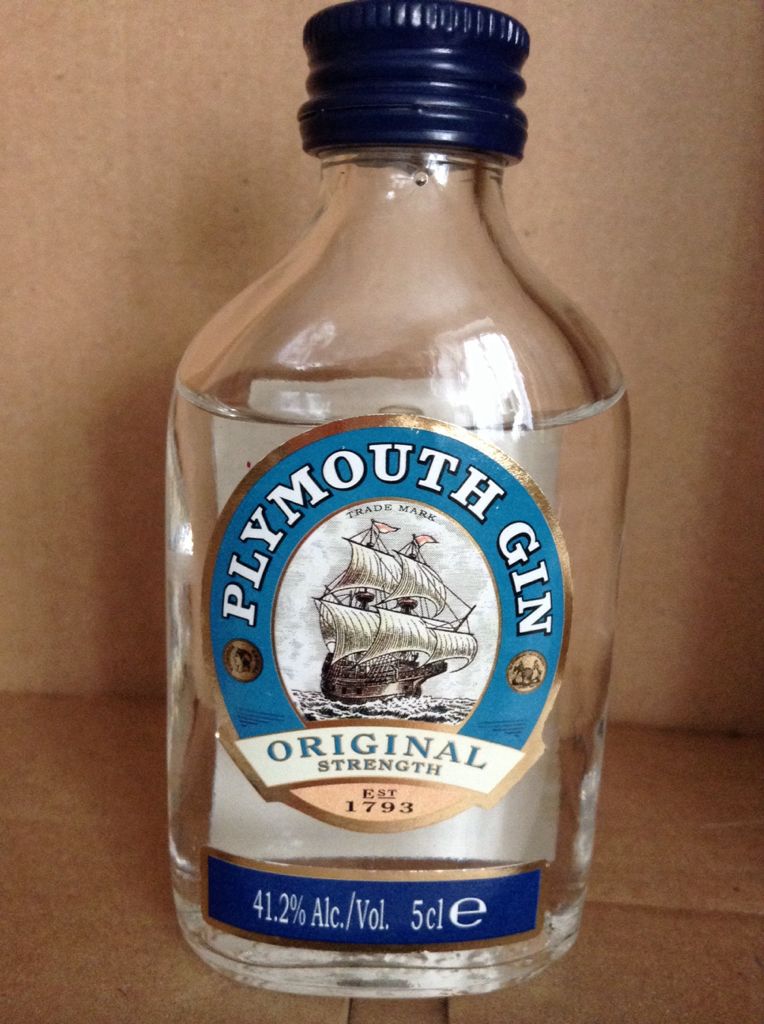 PLYMOUTH GIN
TRADE MARK
ORIGINAL
STRENGTH
EST
1793
41.2% Alc./Vol. 5cl e